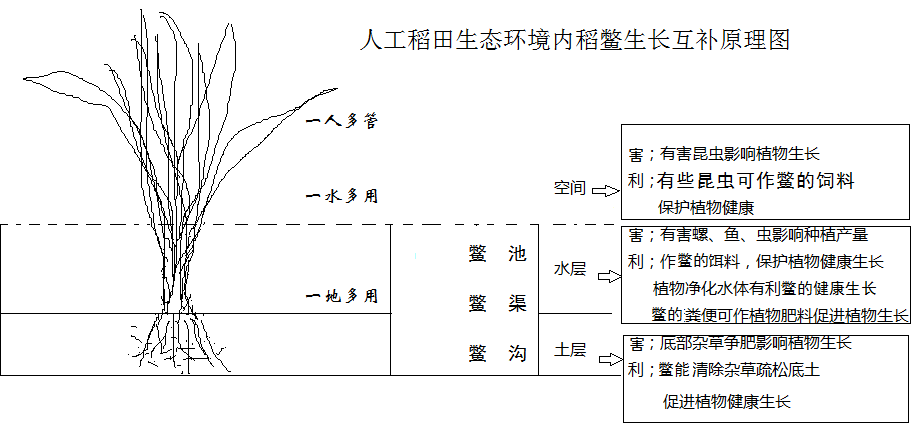 人工稻田生态环境内稻鳖生长互补原理图
一人多管
一水多用
一地多用
鳖 池
鳖 渠
鳖 沟
空间
害；有害昆虫影响植物生长
利；有些昆虫可作鳖的饲料
保护植物健康
水层
害；有害螺、鱼、虫影响种植产量
利；作鳖的饵料，保护植物健康生长
植物净化水体有利鳖的健康生长
鳖的粪便可作植物肥料促进植物生长
土层
害；底部杂草争肥影响植物生长
利；鳖能清除杂草疏松底土
促进植物健康生长